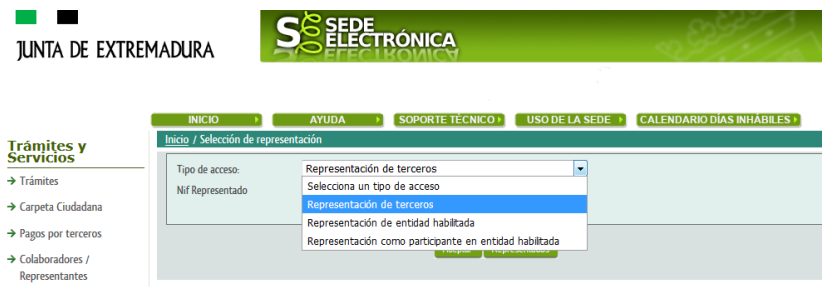 JUNTA DE EXTREMADURA
SEDE
ELECTRÓNICA
INICIO
AYUDA
SOPORTE TÉCNICO
USO DE LA SEDE
CALENDARIO DÍAS INHÁBILES
Inicio / Selección de representación
Trámites y
Servicios
Trámites
Carpeta Ciudadana
Pagos por terceros
Colaboradores /
Representantes
Tipo de acceso:
Representación de terceros
Nif Representado
Selecciona un tipo de acceso
Representación de terceros
Representación de entidad habilitada
Representación como participante en entidad habilitada